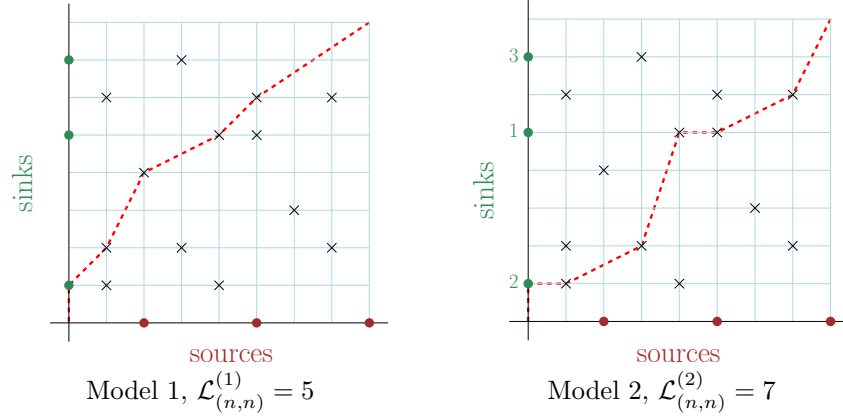 sinks
sources
Model 1, $\mathcal{L}^{(1)}_{(n,n)} = 5$
3
1
2
sinks
sources
Model 2, $\mathcal{L}^{(2)}_{(n,n)} = 7$